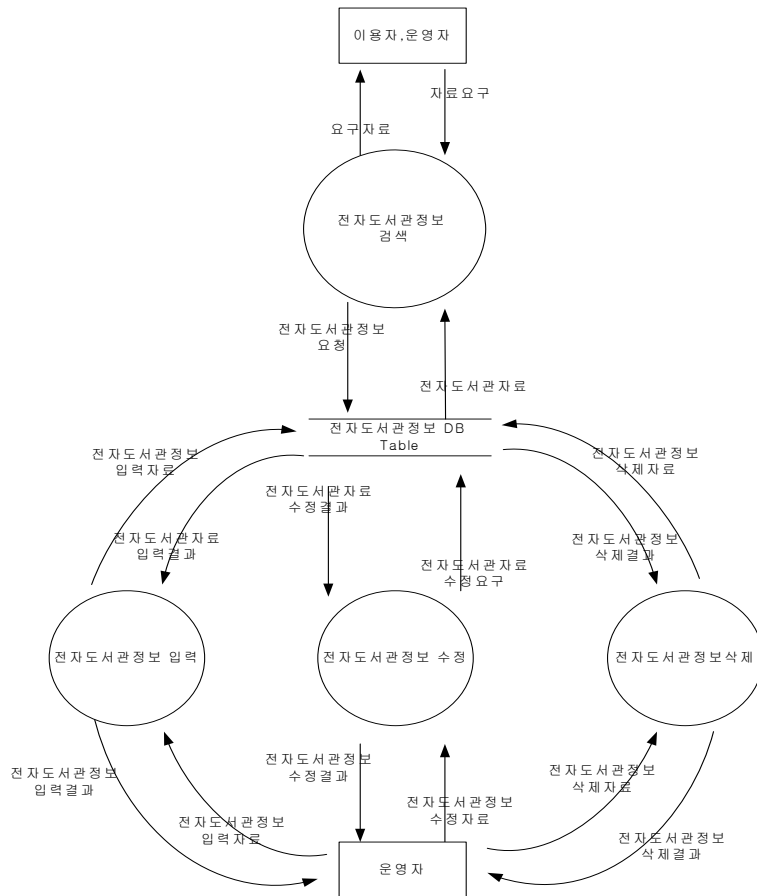 이용자,운영자
자료요구
요구자료
전자도서관정보
검색
전자도서관정보
요청
전자도서관자료
전자도서관정보 DB
Table
전자도서관정보
입력자료
전자도서관정보
삭제자료
전자도서관자료
수정결과
전자도서관자료
입력결과
전자도서관정보
삭제결과
전자도서관자료
수정요구
전자도서관정보 입력
전자도서관정보 수정
전자도서관정보삭제
전자도서관정보
입력결과
전자도서관정보
수정결과
전자도서관정보
삭제자료
전자도서관정보
입력자료
전자도서관정보
수정자료
전자도서관정보
삭제결과
운영자